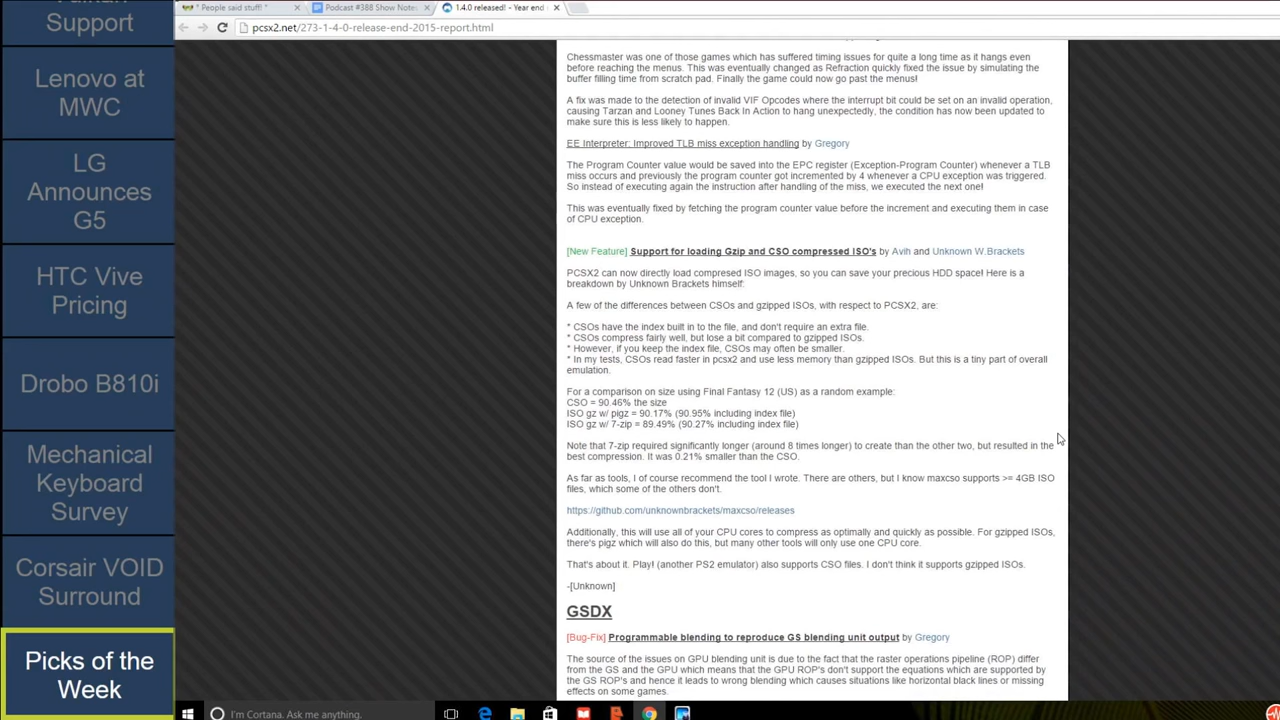 Vulkan
Support
Lenovo at
MWC
LG
Announces
G5
HTC Vive
Pricing
Drobo B810i
Mechanical
Keyboard
Survey
Corsair VOID
Surround
Picks of the
Week
* People said stuff! *
Podcast #388 Show Note
1.4.0 released! - Year end
pcsx2.net/273-1-4-0-release-end-2015-report.html
Chessmaster was one of those games which has suffered timing issues for quite a long time as it hangs even
before reaching the menus. This was eventually changed as Refraction quickly fixed the issue by simulating the
buffer filling time from scratch pad. Finally the game could now go past the menus!
A fix was made to the detection of invalid VIF Opcodes where the interrupt bit could be set on an invalid operation,
causing Tarzan and Looney Tunes Back In Action to hang unexpectedly, the condition has now been updated to
make sure this is less likely to happen.
EE Interpreter: Improved TLB miss exception handling by Gregory
The Program Counter value would be saved into the EPC register (Exception-Program Counter) whenever a TLB
miss occurs and previously the program counter got incremented by 4 whenever a CPU exception was triggered.
So instead of executing again the instruction after handling of the miss, we executed the next one!
This was eventually fixed by fetching the program counter value before the increment and executing them in case
of CPU exception.
[New Feature] Support for loading Gzip and CSO compressed ISO's by Avih and Unknown W.Brackets
PCSX2 can now directly load compresed ISO images, so you can save your precious HDD space! Here is a
breakdown by Unknown Brackets himself:
A few of the differences between CSOs and gzipped ISOs, with respect to PCSX2, are:
* CSOs have the index built in to the file, and don't require an extra file.
* CSOs compress fairly well, but lose a bit compared to gzipped ISOs.
* However, if you keep the index file, CSOs may often be smaller.
* In my tests, CSOs read faster in pcsx2 and use less memory than gzipped ISOs. But this is a tiny part of overall
emulation.
For a comparison on size using Final Fantasy 12 (US) as a random example:
CSO = 90.46% the size
ISO gz w/ pigz = 90.17% (90.95% including index file)
ISO gz w/ 7-zip = 89.49% (90.27% including index file)
Note that 7-zip required significantly longer (around 8 times longer) to create than the other two, but resulted in the
best compression. It was 0.21% smaller than the CSO.
As far as tools, I of course recommend the tool I wrote. There are others, but I know maxcso supports >= 4GB ISO
files, which some of the others don't.
https://github.com/unknownbrackets/maxcso/releases
Additionally, this will use all of your CPU cores to compress as optimally and quickly as possible. For gzipped ISOs,
there's pigz which will also do this, but many other tools will only use one CPU core.
That's about it. Play! (another PS2 emulator) also supports CSO files. I don't think it supports gzipped ISOs.
-[Unknown]
GSDX
[Bug-Fix] Programmable blending to reproduce GS blending unit output by Gregory
The source of the issues on GPU blending unit is due to the fact that the raster operations pipeline (ROP) differ
from the GS and the GPU which means that the GPU ROP's don't support the equations which are supported by
the GS ROP's and hence it leads to wrong blending which causes situations like horizontal black lines or missing
effects on some games.
I'm Cortana. Ask me anything.